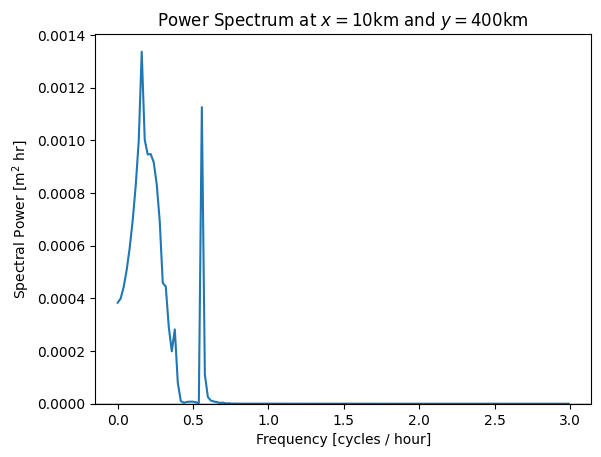 Power Spectrum at x = 10km and y = 400km
0.0014
0.0012
0.0010
0.0008
0.0006
0.0004
0.0002
0.0000
Spectral Power [m² hr]
0.0 0.5 1.0 1.5 2.0 2.5 3.0
Frequency [cycles / hour]